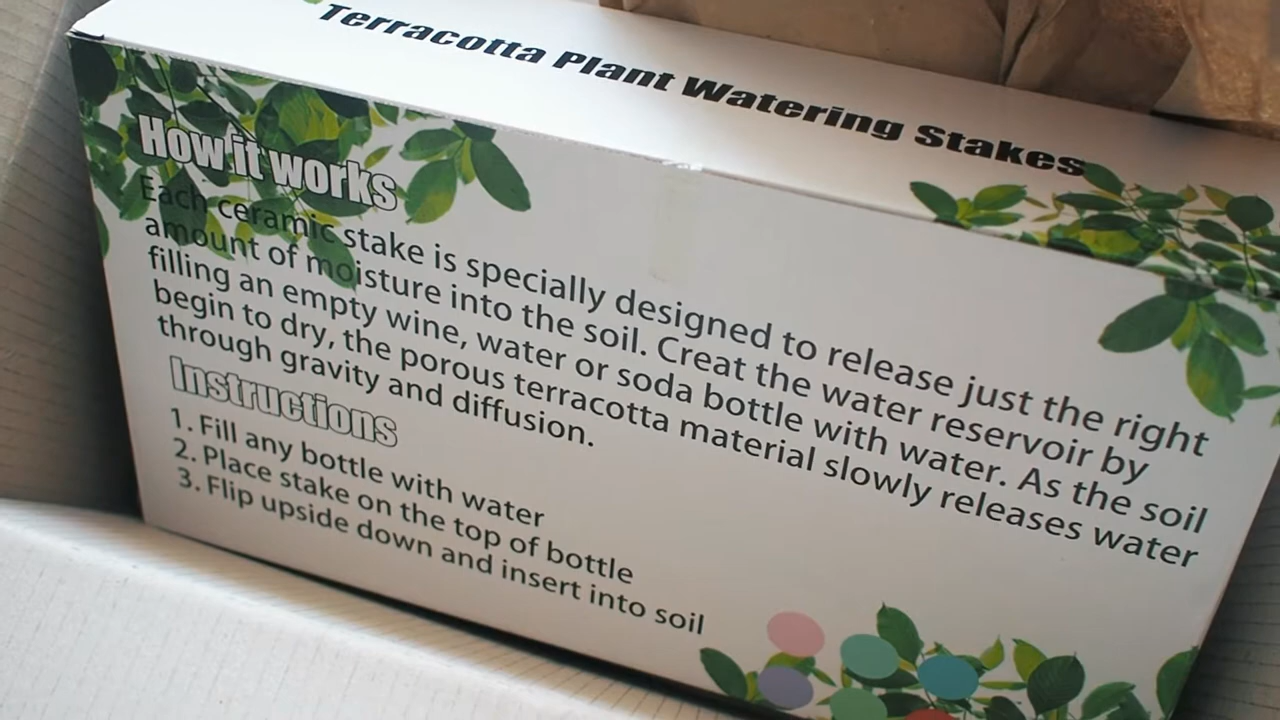 Terracotta Plant Watering Stakes
How it works
Each ceramic stake is specially designed to release just the right
amount of moisture into the soil. Creat the water reservoir by
filling an empty wine, water or soda bottle with water. As the soil
begin to dry, the porous terracotta material slowly releases water
through gravity and diffusion.
Instructions
1. Fill any bottle with water
2. Place stake on the top of bottle
3. Flip upside down and insert into soil